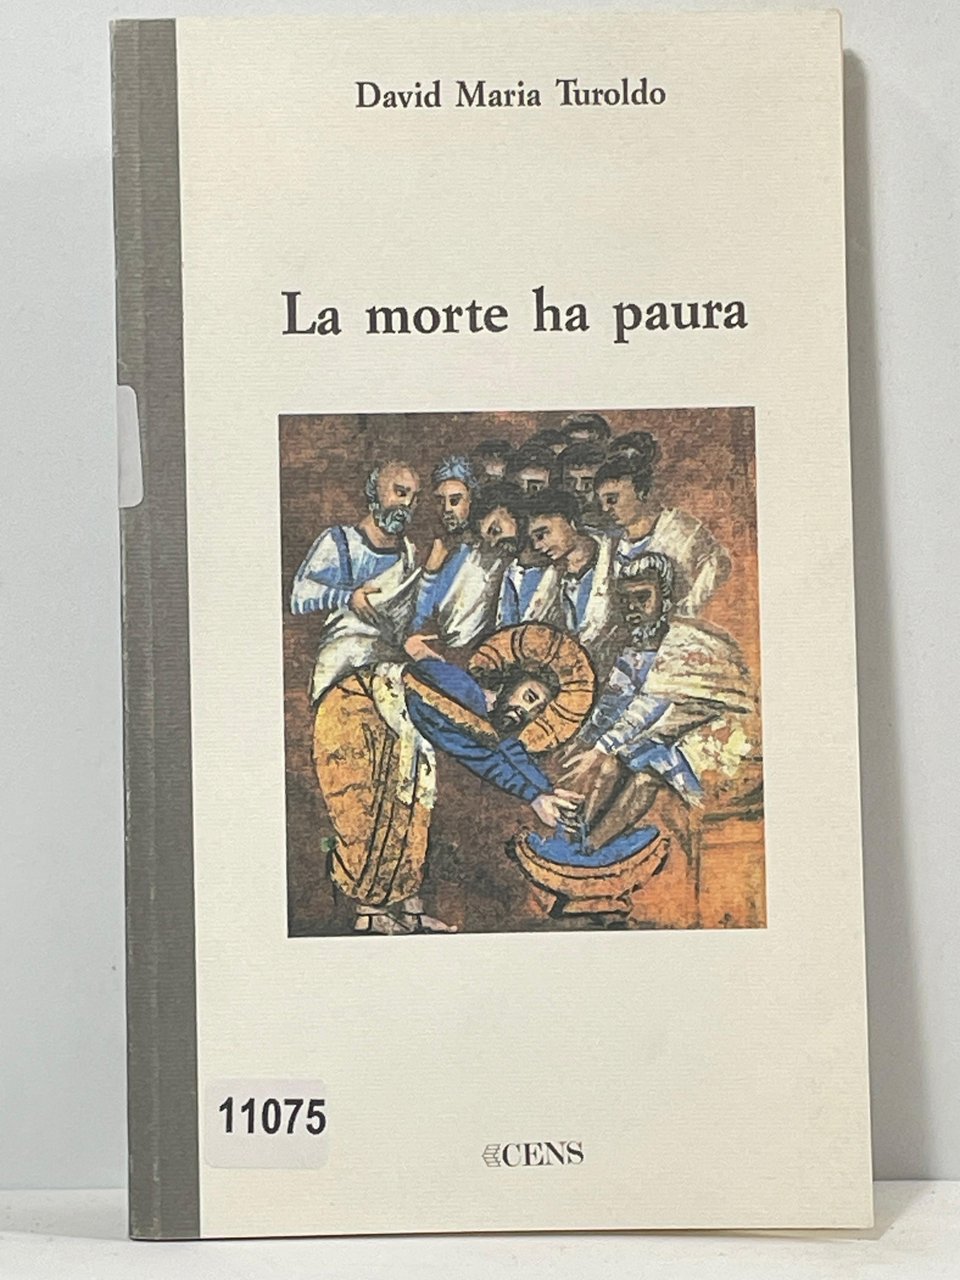 David Maria Turoldo
La morte ha paura
11075
CENS